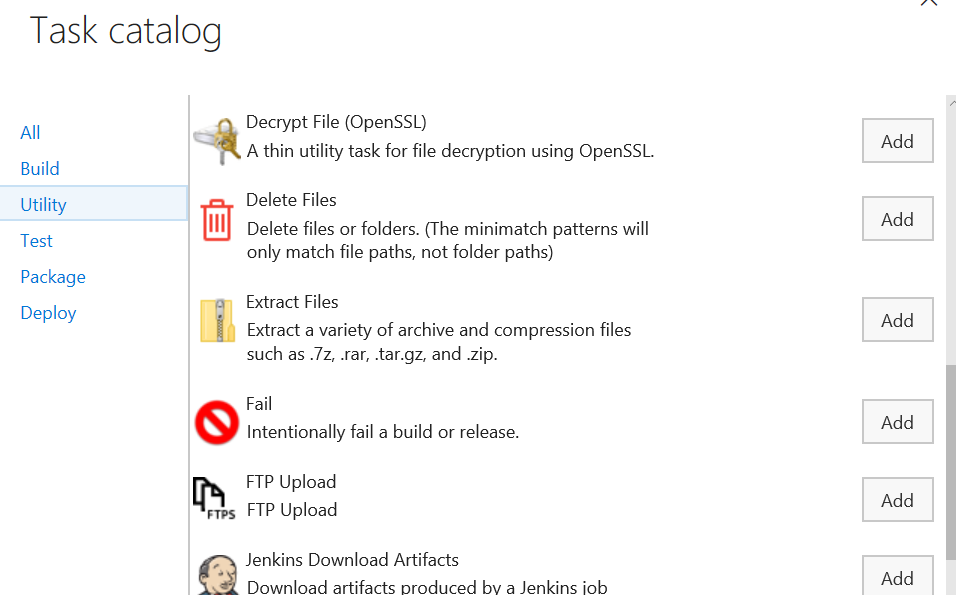 Task catalog
All
Build
Utility
Test
Package
Deploy
Decrypt File (OpenSSL)
A thin utility task for file decryption using OpenSSL.
Add
Delete Files
Delete files or folders. (The minimatch patterns will
only match file paths, not folder paths)
Add
Extract Files
Extract a variety of archive and compression files
such as .7z, .rar, .tar.gz, and .zip.
Add
Fail
Intentionally fail a build or release.
Add
FTPS
FTP Upload
FTP Upload
Add
Jenkins Download Artifacts
Download artifacts produced by a Jenkins job
Add